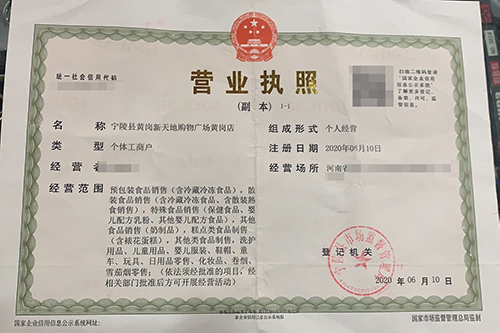 统一社会信用代码
营业执照
(副 本) 1-1
扫描二维码登录
“国家企业信用
信息公示系统”
了解更多登记、
备案、许可、监
管信息。
名称 宁陵县黄岗新天地购物广场黄岗店
类型 个体工商户
经营者
经营范围 预包装食品销售（含冷藏冷冻食品），散
装食品销售（含冷藏冷冻食品、含散装熟
食销售），特殊食品销售（保健食品、婴
儿配方乳粉、其他婴儿配方食品），其他
食品销售（奶制品），糕点类食品制售
（含裱花蛋糕），其他类食品制售，洗护
用品、儿童用品、婴儿服装、鞋帽、童
车、玩具、日用品零售、化妆品、卷烟、
雪茄烟零售；（依法须经批准的项目，经
相关部门批准后方可开展经营活动）
组成形式 个人经营
注册日期 2020年06月10日
经营场所 河南省
登记机关
2020 年 06 月 10 日
国家企业信用信息公示系统网址：
国家市场监督管理总局监制